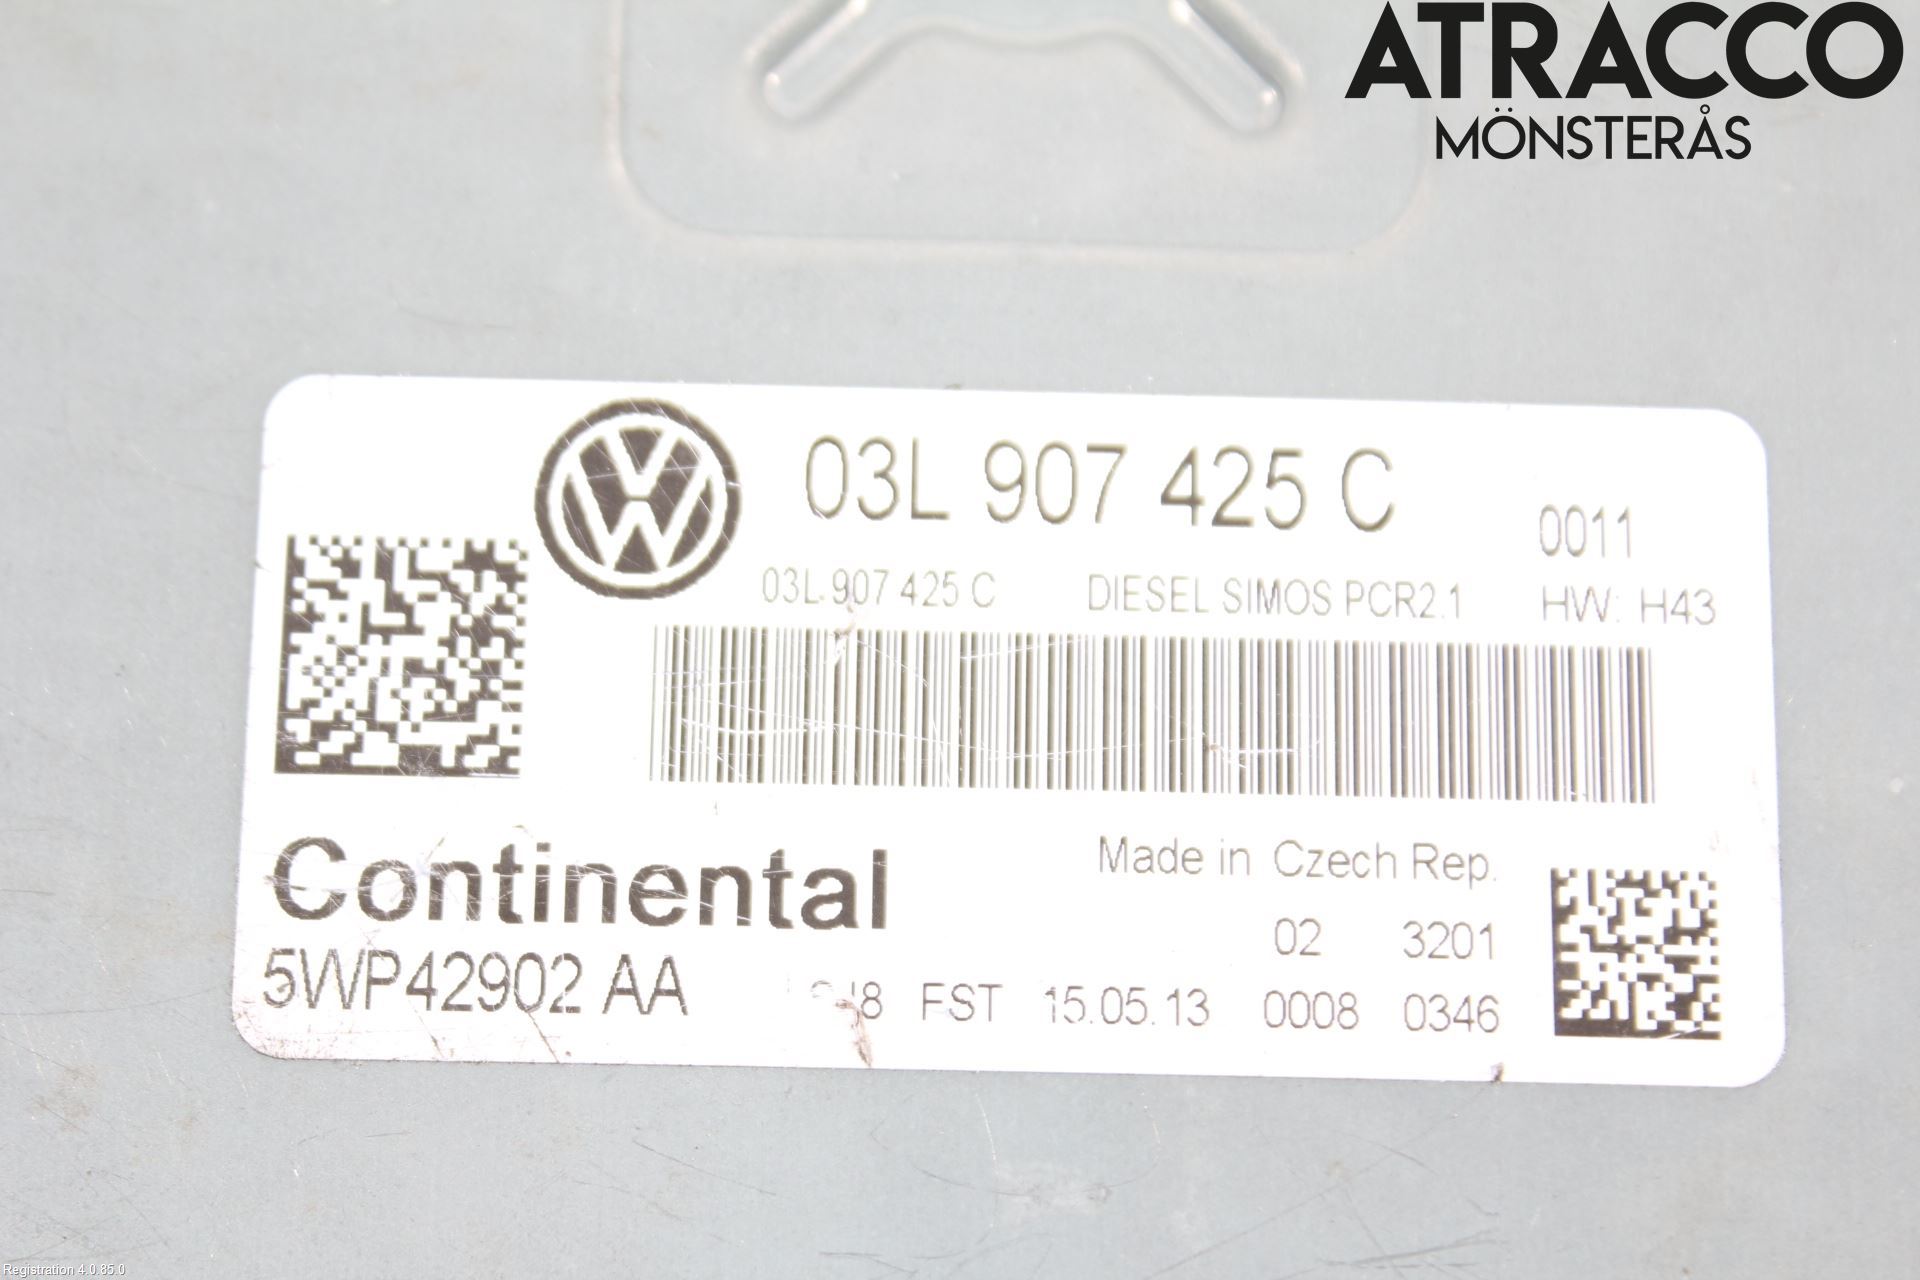 ATRACCO
MÖNSTERÅS
03L 907 425 C
0011
03L 907 425 C DIESEL SIMOS PCR2.1 HW: H43
Continental
Made in Czech Rep.
02 3201
5WP42902 AA FST 15.05.13 0008 0346
Registration 4.0.85.0